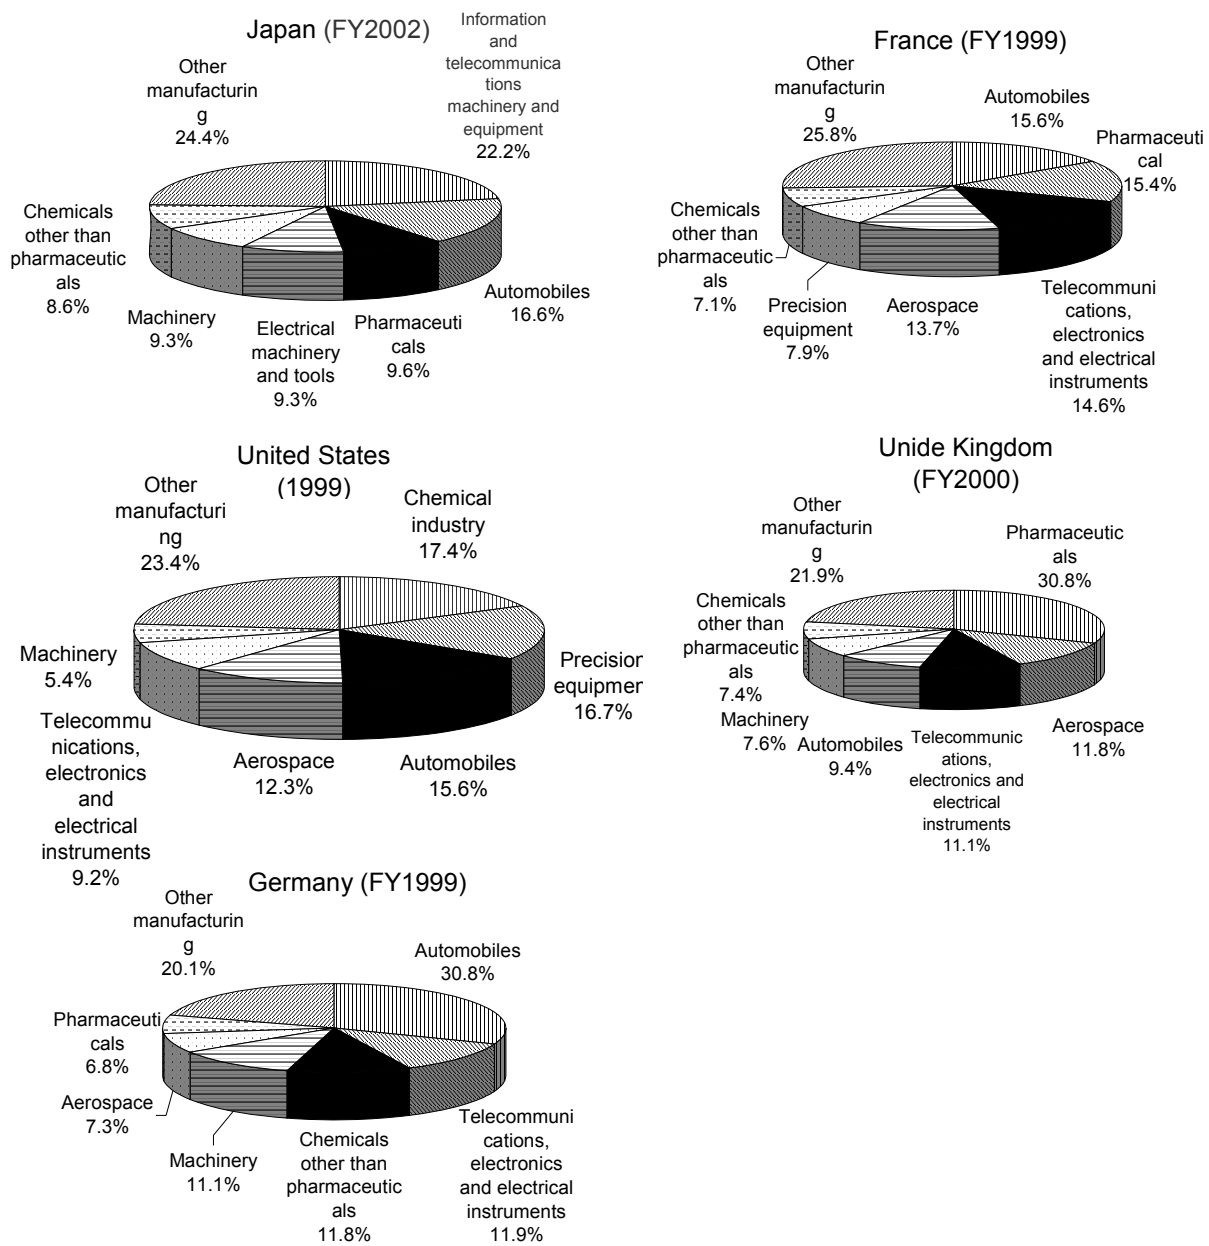 Japan (FY2002)
Information
and
telecommunica
tions
machinery and
equipment
22.2%
Other
manufacturin
g
24.4%
Chemicals
other than
pharmaceutic
als
8.6%
Machinery
9.3%
Electrical
machinery
and tools
9.3%
Pharmaceuti
cals
9.6%
Automobiles
16.6%
France (FY1999)
Other
manufacturin
g
25.8%
Automobiles
15.6%
Pharmaceuti
cal
15.4%
Chemicals
other than
pharmaceutic
als
7.1%
Precision
equipment
7.9%
Aerospace
13.7%
Telecommuni
cations,
electronics
and electrical
instruments
14.6%
United States
(1999)
Other
manufacturi
ng
23.4%
Chemical
industry
17.4%
Machinery
5.4%
Precision
equipmer
16.7%
Telecommu
nications,
electronics
and
electrical
instruments
9.2%
Aerospace
12.3%
Automobiles
15.6%
Unide Kingdom
(FY2000)
Other
manufacturin
g
21.9%
Pharmaceutic
als
30.8%
Chemicals
other than
pharmaceutic
als
7.4%
Machinery
7.6%
Automobiles
9.4%
Telecommunic
ations,
electronics and
electrical
instruments
11.1%
Aerospace
11.8%
Germany (FY1999)
Other
manufacturin
g
20.1%
Automobiles
30.8%
Pharmaceuti
cals
6.8%
Aerospace
7.3%
Machinery
11.1%
Chemicals
other than
pharmaceutic
als
11.8%
Telecommuni
cations,
electronics
and electrical
instruments
11.9%